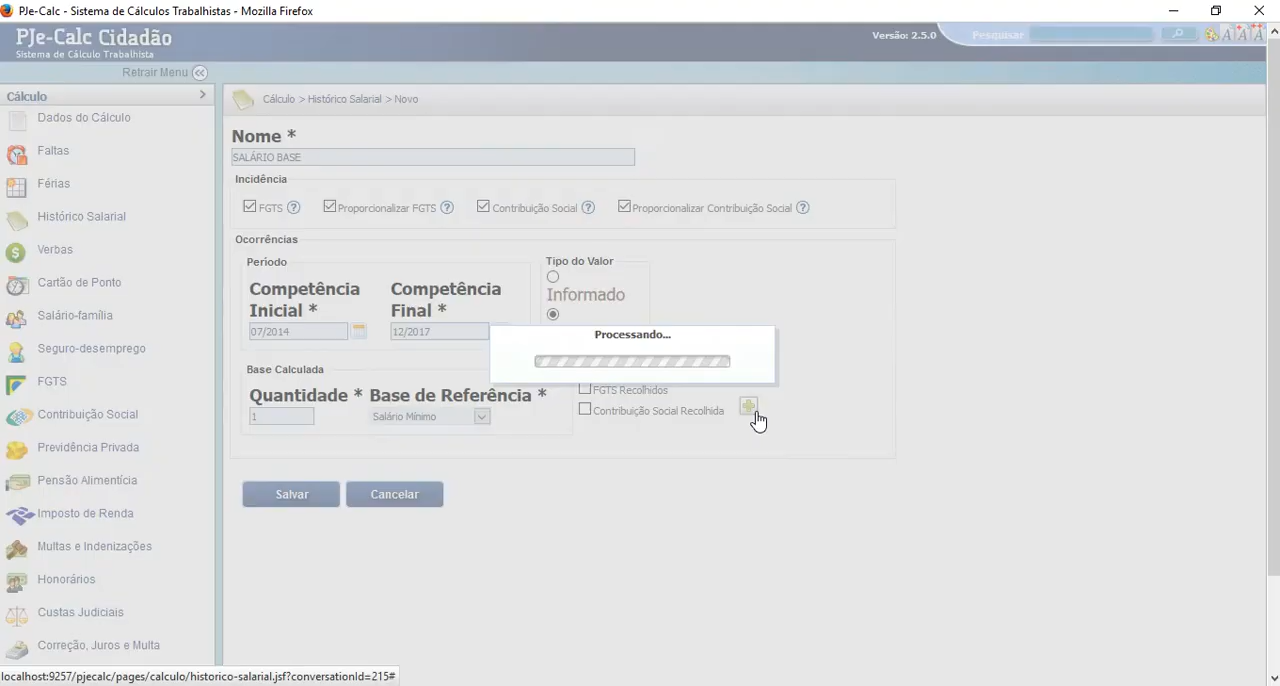 PJe-Calc - Sistema de Cálculos Trabalhistas - Mozilla Firefox
PJe-Calc Cidadão
Sistema de Cálculo Trabalhista
Versão: 2.5.0
Pesquisar
A A A
Retrair Menu
Cálculo
Cálculo > Histórico Salarial > Novo
Dados do Cálculo
Faltas
Férias
Histórico Salarial
Verbas
Cartão de Ponto
Salário-família
Seguro-desemprego
FGTS
Contribuição Social
Previdência Privada
Pensão Alimentícia
Imposto de Renda
Multas e Indenizações
Honorários
Custas Judiciais
Correção, Juros e Multa
Nome *
SALÁRIO BASE
Incidência
FGTS ? Proporcionalizar FGTS ? Contribuição Social ? Proporcionalizar Contribuição Social ?
Ocorrências
Período
Competência Inicial *
07/2014
Competência Final *
12/2017
Tipo do Valor
Informado
Processando...
Base Calculada
Quantidade * Base de Referência *
1
Salário Mínimo
FGTS Recolhidos
Contribuição Social Recolhida
Salvar
Cancelar
localhost:9257/pjecalc/pages/calculo/historico-salarial.jsf?conversationId=215#